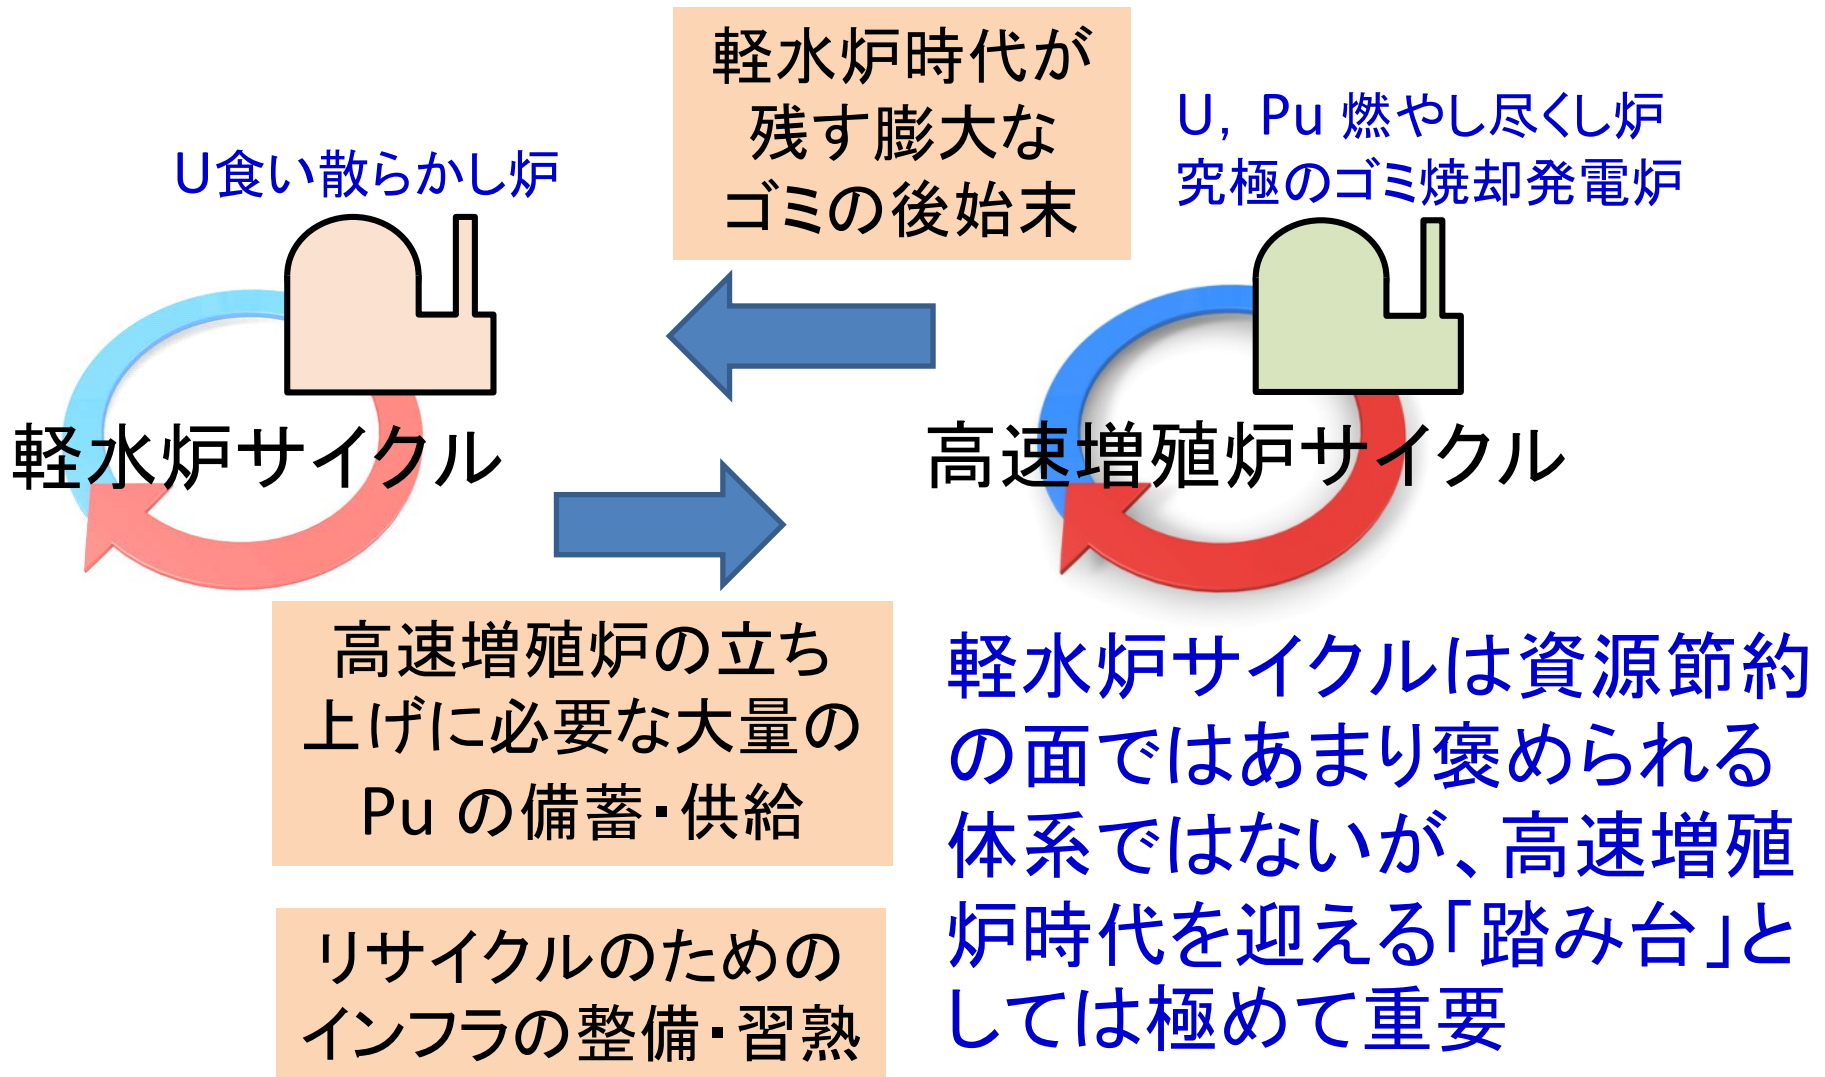 軽水炉時代が
残す膨大な
ゴミの後始末
U食い散らかし炉
U，Pu 燃やし尽くし炉
究極のゴミ焼却発電炉
軽水炉サイクル
高速増殖炉サイクル
高速増殖炉の立ち
上げに必要な大量の
Pu の備蓄・供給
リサイクルのための
インフラの整備・習熟
軽水炉サイクルは資源節約
の面ではあまり褒められる
体系ではないが、高速増殖
炉時代を迎える「踏み台」と
しては極めて重要